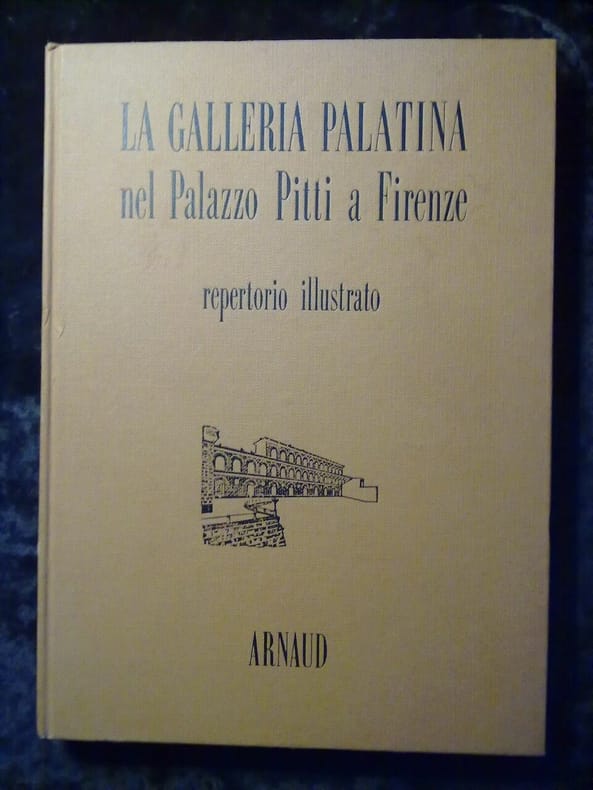 LA GALLERIA PALATINA
nel Palazzo Pitti a Firenze
repertorio illustrato
ARNAUD